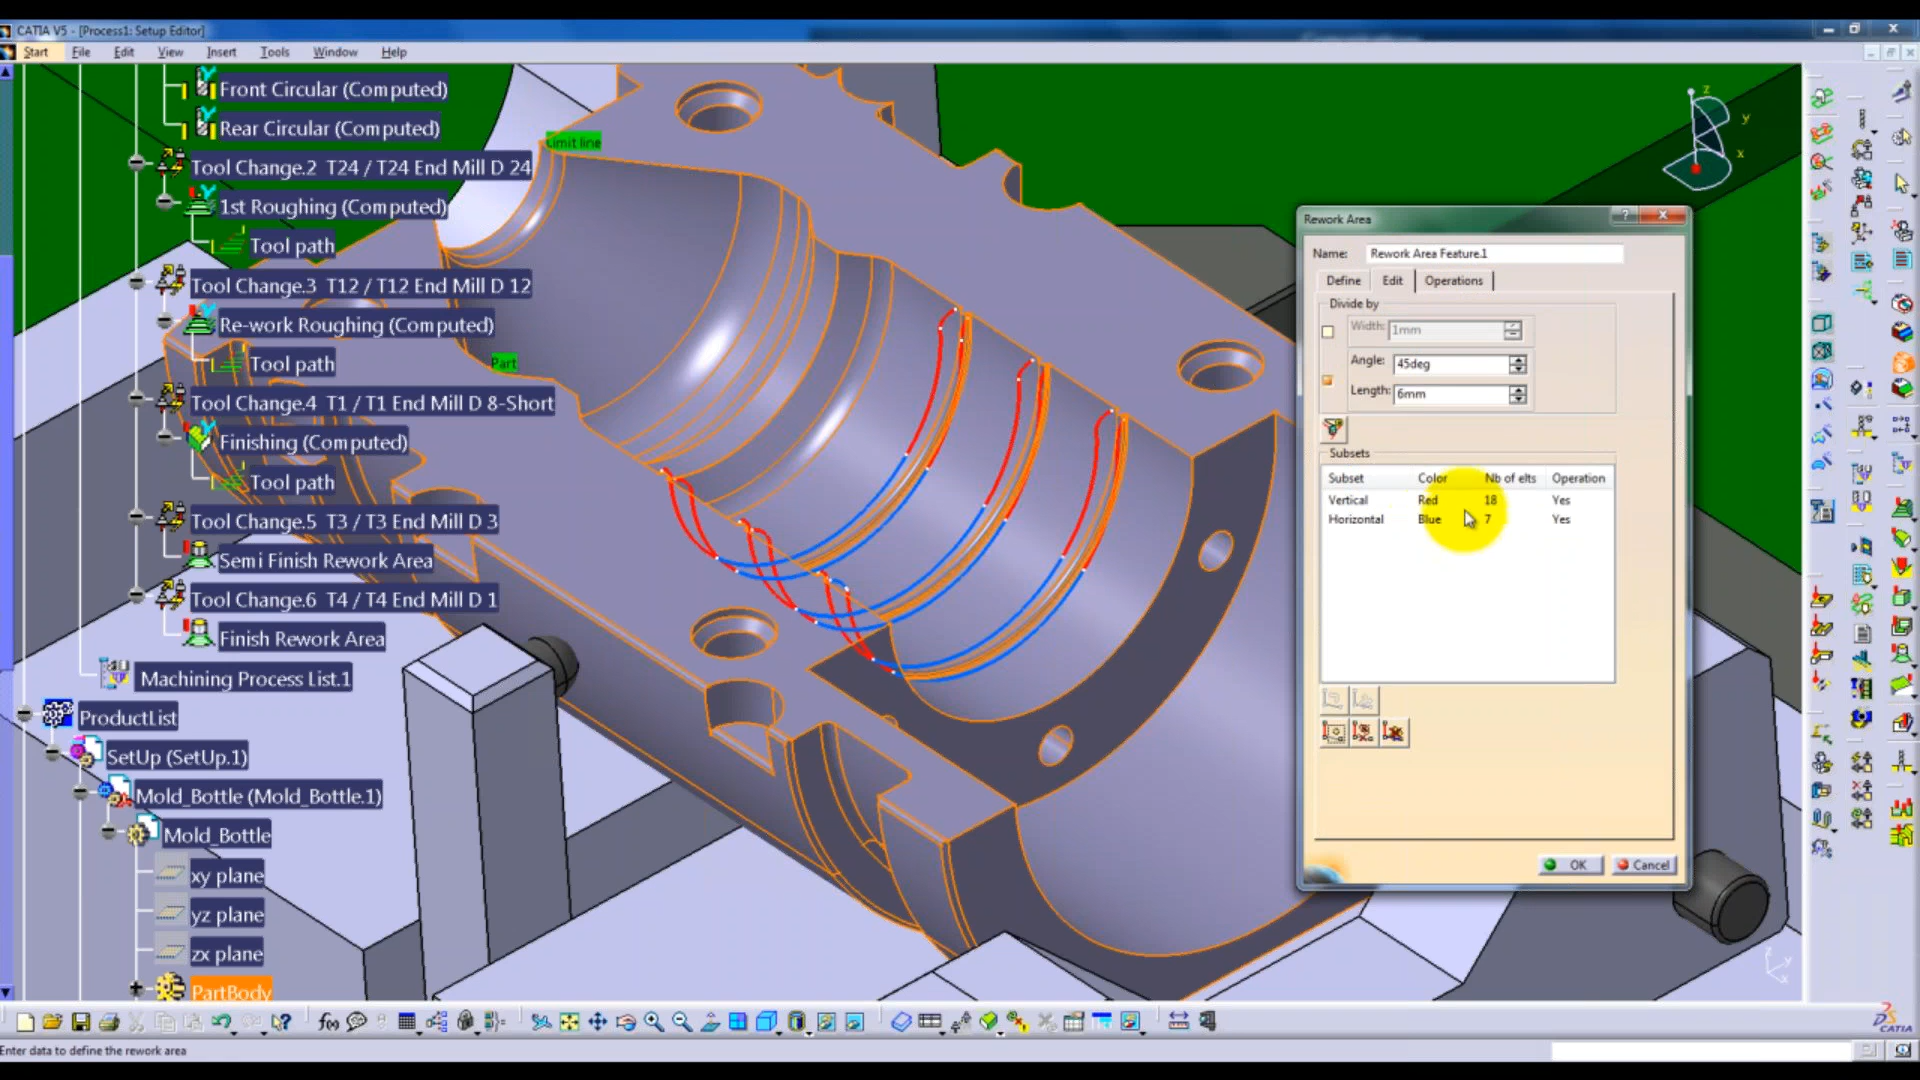 CATIA V5 - [Process1: Setup Editor]
Start File Edit View Insert Tools Window Help
Front Circular (Computed)
Rear Circular (Computed)
Tool Change.2 T24 / T24 End Mill D 24
1st Roughing (Computed)
Tool path
Tool Change.3 T12 / T12 End Mill D 12
Re-work Roughing (Computed)
Tool path
Tool Change.4 T1 / T1 End Mill D 8-Short
Finishing (Computed)
Tool path
Tool Change.5 T3 / T3 End Mill D 3
Semi Finish Rework Area
Tool Change.6 T4 / T4 End Mill D 1
Finish Rework Area
Machining Process List.1
ProductList
SetUp (SetUp.1)
Mold_Bottle (Mold_Bottle.1)
Mold_Bottle
xy plane
yz plane
zx plane
PartBody
Limit line
Part
z
y
x
Rework Area
Name: Rework Area Feature.1
Define Edit Operations
Divide by
Width: 1mm
Angle: 45deg
Length: 6mm
Subsets
Subset Color Nb of elts Operation
Vertical Red 18 Yes
Horizontal Blue 7 Yes
OK Cancel
f(x)
DS CATIA
Enter data to define the rework area